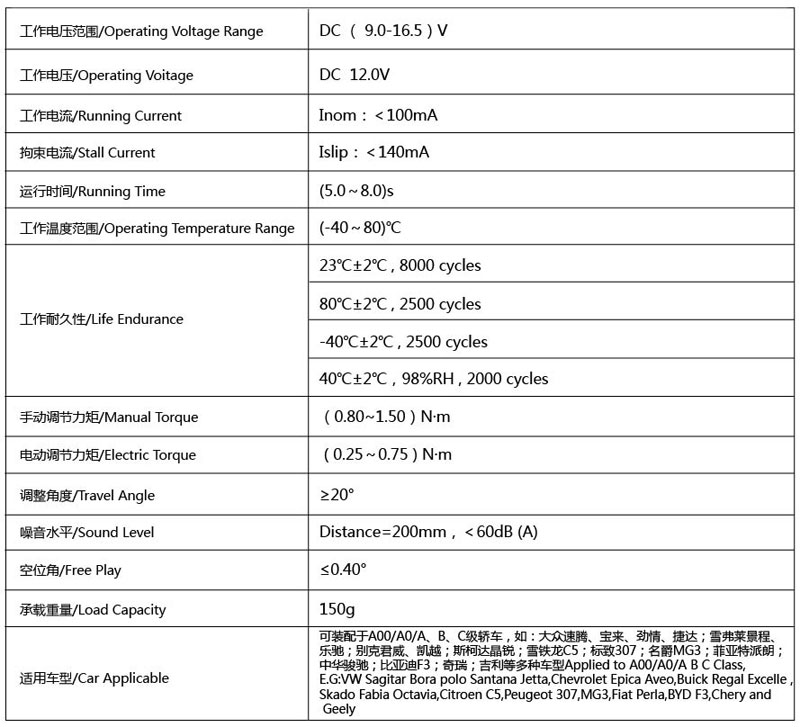 工作电压范围/Operating Voltage Range
DC ( 9.0-16.5 ) V
工作电压/Operating Voitage
DC 12.0V
工作电流/Running Current
Inom：＜100mA
拘束电流/Stall Current
Islip：＜140mA
运行时间/Running Time
(5.0～8.0)s
工作温度范围/Operating Temperature Range
(-40～80)℃
工作耐久性/Life Endurance
23℃±2℃ , 8000 cycles
80℃±2℃ , 2500 cycles
-40℃±2℃ , 2500 cycles
40℃±2℃，98%RH , 2000 cycles
手动调节力矩/Manual Torque
( 0.80~1.50 ) N·m
电动调节力矩/Electric Torque
( 0.25～0.75 ) N·m
调整角度/Travel Angle
≥20°
噪音水平/Sound Level
Distance=200mm，＜60dB (A)
空位角/Free Play
≤0.40°
承载重量/Load Capacity
150g
适用车型/Car Applicable
可装配于A00/A0/A、B、C级轿车，如：大众速腾、宝来、劲情、捷达；雪弗莱景程、
乐驰；别克君威、凯越；斯柯达晶锐；雪铁龙C5；标致307；名爵MG3；菲亚特派朗；
中华骏驰；比亚迪F3；奇瑞；吉利等多种车型Applied to A00/A0/A B C Class,
E.G:VW Sagitar Bora polo Santana Jetta,Chevrolet Epica Aveo,Buick Regal Excelle ,
Skado Fabia Octavia,Citroen C5,Peugeot 307,MG3,Fiat Perla,BYD F3,Chery and
Geely